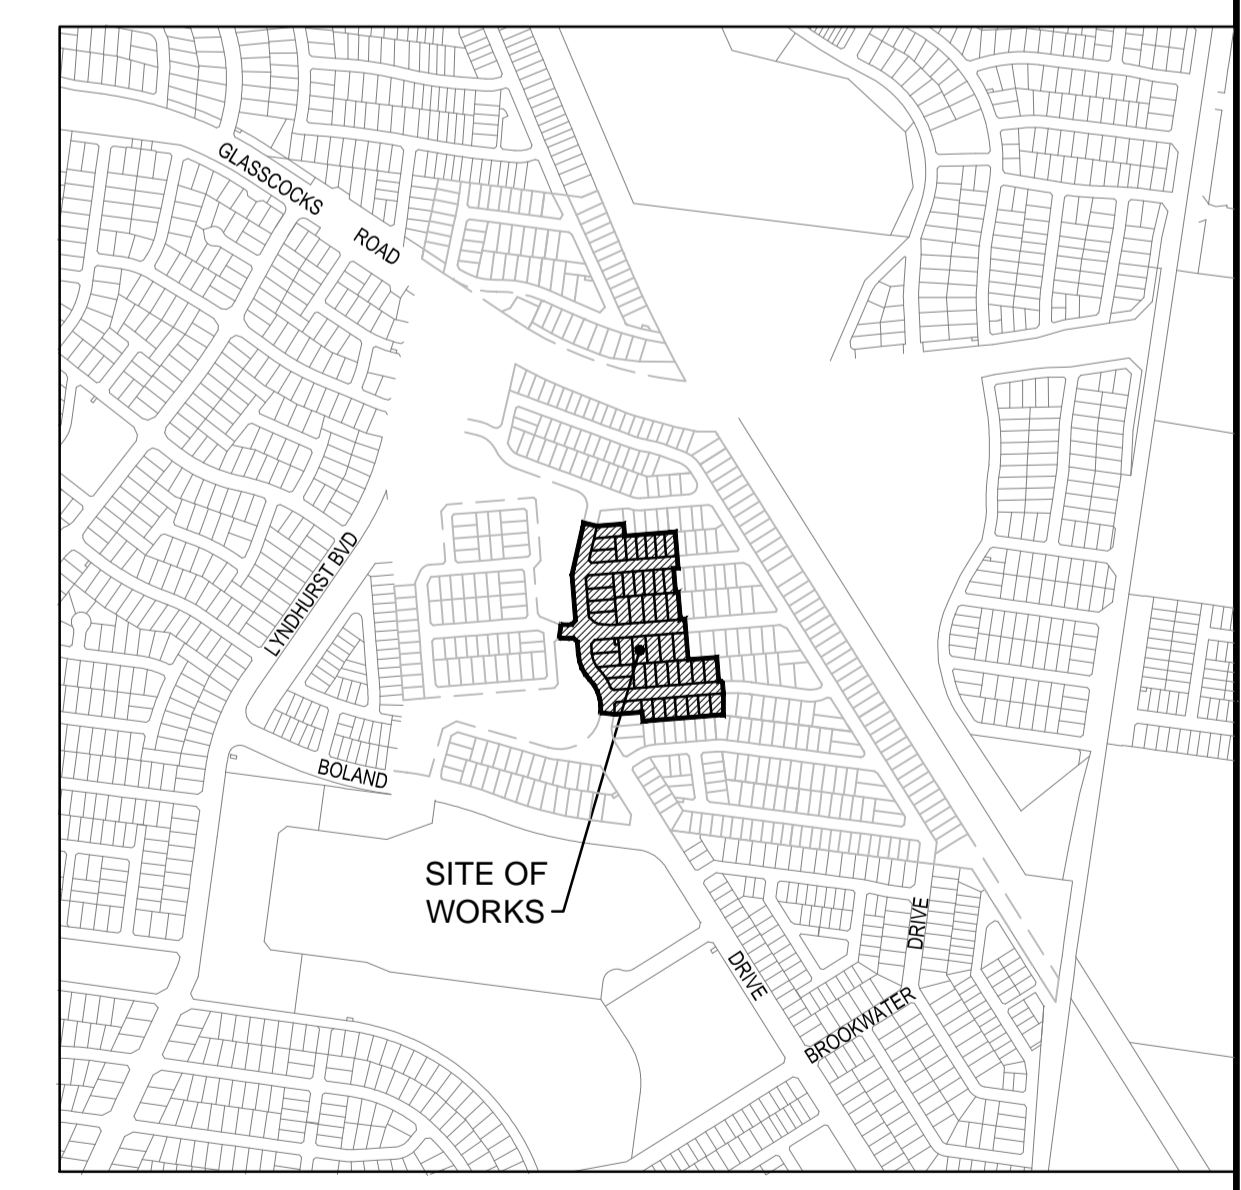 GLASSCOCKS
ROAD
LYNDHURST BVD
BOLAND
SITE OF
WORKS
DRIVE
DRIVE
BROOKWATER